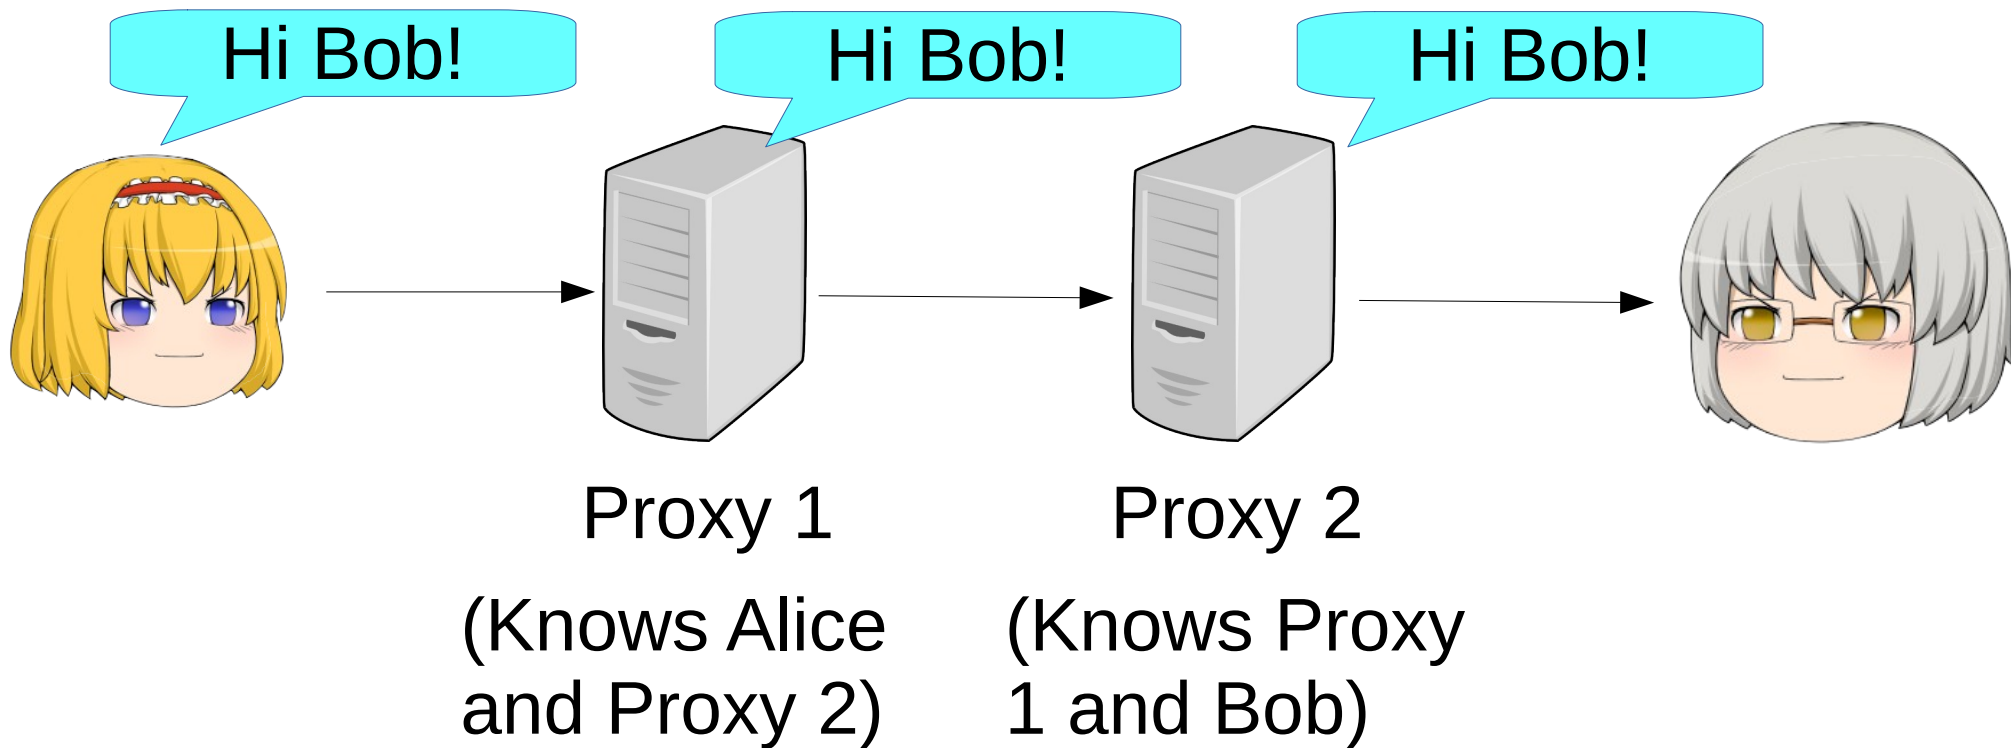 Hi Bob!
Hi Bob!
Hi Bob!
Proxy 1
(Knows Alice
and Proxy 2)
Proxy 2
(Knows Proxy
1 and Bob)